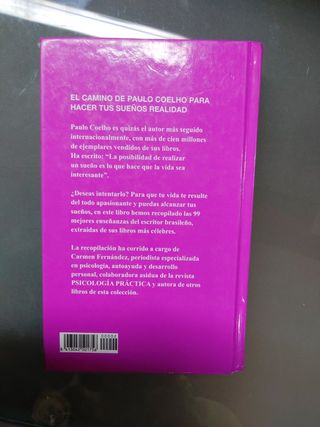 EL CAMINO DE PAULO COELHO PARA
HACER TUS SUEÑOS REALIDAD
Paulo Coelho es quizás el autor más seguido
internacionalmente, con más de cien millones
de ejemplares vendidos de sus libros.
Ha escrito: “La posibilidad de realizar
un sueño es lo que hace que la vida sea
interesante”.
¿Deseas intentarlo? Para que tu vida te resulte
del todo apasionante y puedas alcanzar tus
sueños, en este libro hemos recopilado las 99
mejores enseñanzas del escritor brasileño,
extraídas de sus libros más célebres.
La recopilación ha corrido a cargo de
Carmen Fernández, periodista especializada
en psicología, autoayuda y desarrollo
personal, colaboradora asidua de la revista
PSICOLOGÍA PRÁCTICA y autora de otros
libros de esta colección.
00002